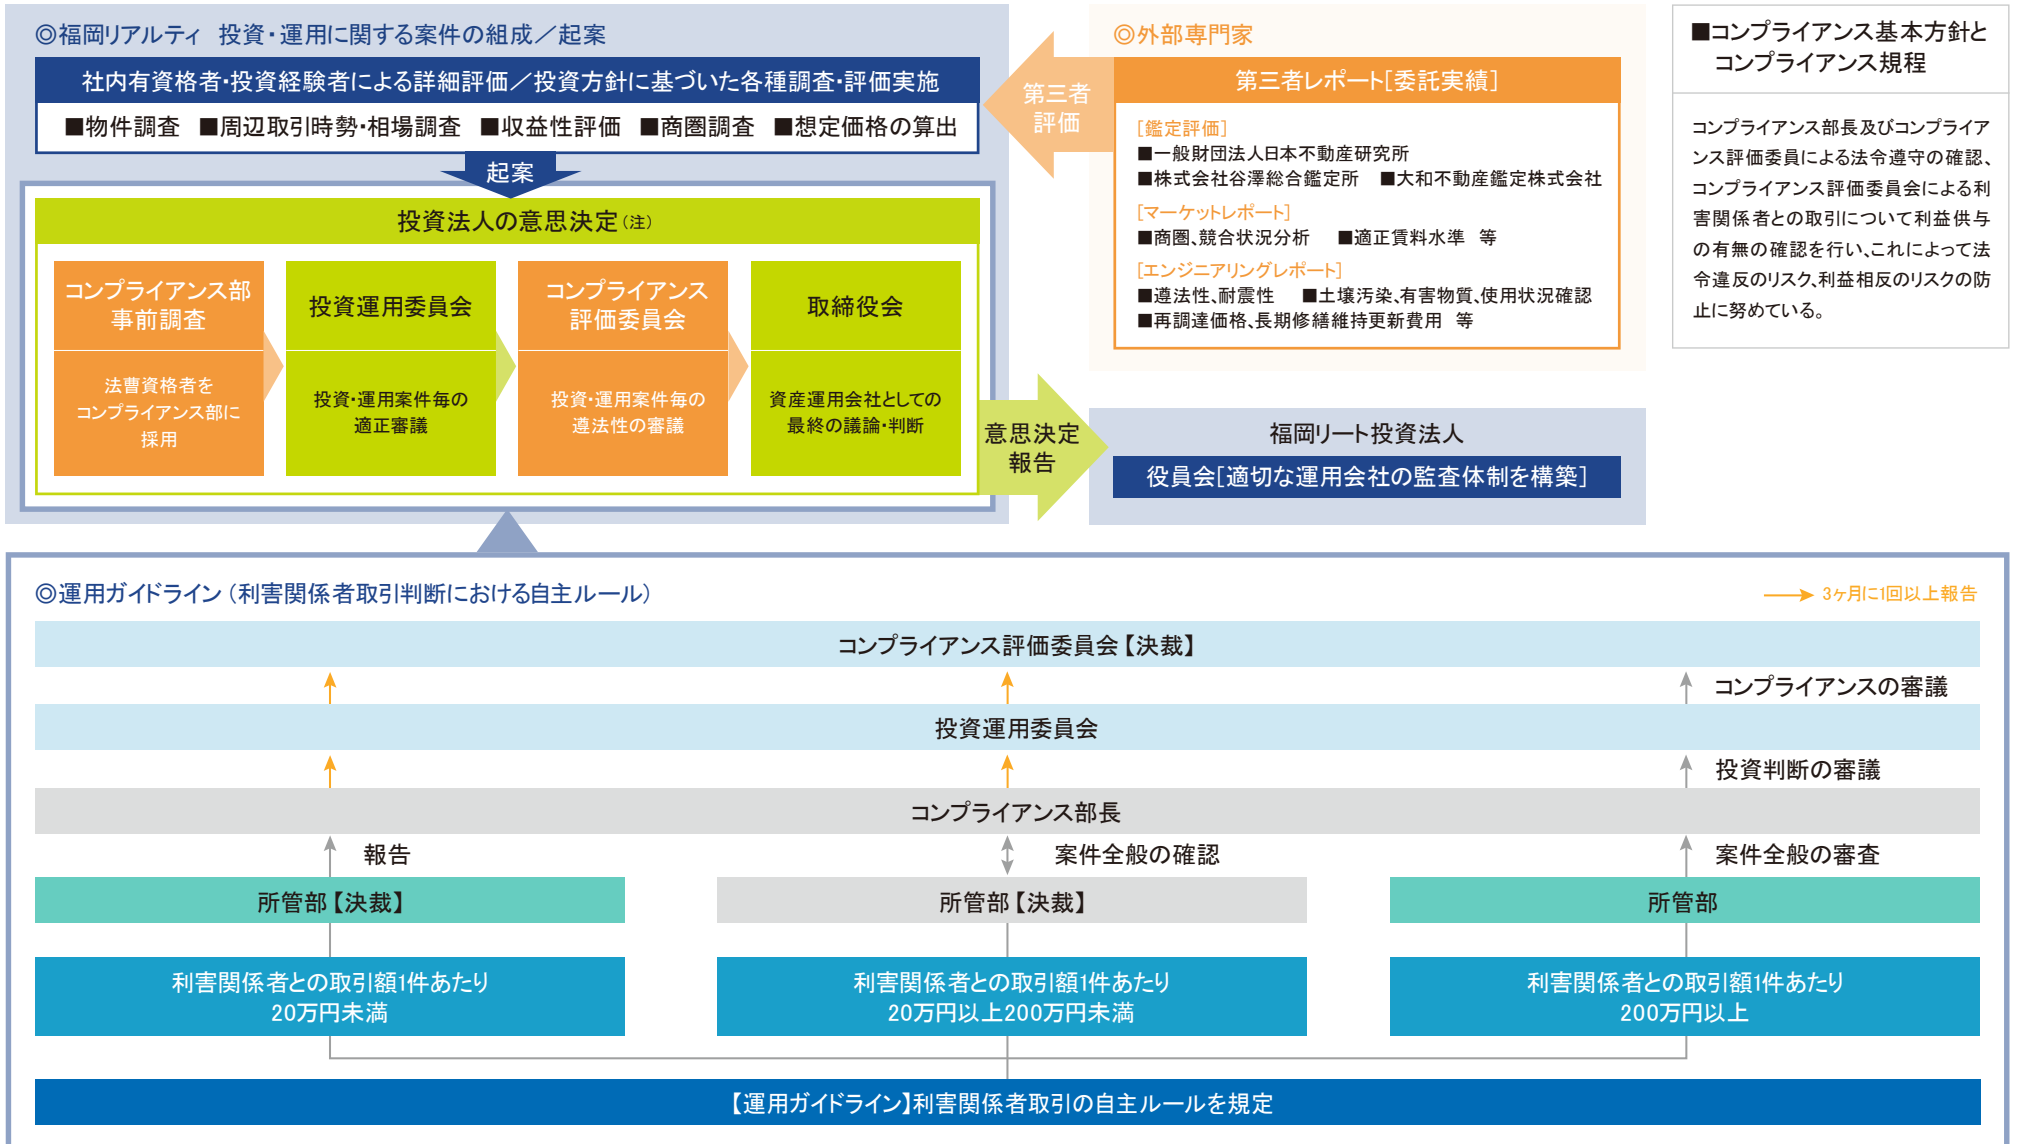 ◎福岡リアルティ 投資・運用に関する案件の組成／起案
社内有資格者・投資経験者による詳細評価／投資方針に基づいた各種調査・評価実施
■物件調査 ■周辺取引時勢・相場調査 ■収益性評価 ■商圏調査 ■想定価格の算出
起案
投資法人の意思決定（注）
コンプライアンス部
事前調査
法曹資格者を
コンプライアンス部に
採用
投資運用委員会
投資・運用案件毎の
適正審議
コンプライアンス
評価委員会
投資・運用案件毎の
遵法性の審議
取締役会
資産運用会社としての
最終の議論・判断
第三者
評価
◎外部専門家
第三者レポート[委託実績]
[鑑定評価]
■一般財団法人日本不動産研究所
■株式会社谷澤総合鑑定所 ■大和不動産鑑定株式会社
[マーケットレポート]
■商圏、競合状況分析 ■適正賃料水準 等
[エンジニアリングレポート]
■遵法性、耐震性 ■土壌汚染、有害物質、使用状況確認
■再調達価格、長期修繕維持更新費用 等
意思決定
報告
福岡リート投資法人
役員会[適切な運用会社の監査体制を構築]
■コンプライアンス基本方針と
コンプライアンス規程
コンプライアンス部長及びコンプライア
ンス評価委員による法令遵守の確認、
コンプライアンス評価委員会による利
害関係者との取引について利益供与
の有無の確認を行い、これによって法
令違反のリスク、利益相反のリスクの防
止に努めている。
◎運用ガイドライン（利害関係者取引判断における自主ルール）
3ヶ月に1回以上報告
コンプライアンス評価委員会【決裁】
コンプライアンスの審議
投資運用委員会
投資判断の審議
コンプライアンス部長
報告
案件全般の確認
案件全般の審査
所管部【決裁】
所管部【決裁】
所管部
利害関係者との取引額1件あたり
20万円未満
利害関係者との取引額1件あたり
20万円以上200万円未満
利害関係者との取引額1件あたり
200万円以上
【運用ガイドライン】利害関係者取引の自主ルールを規定